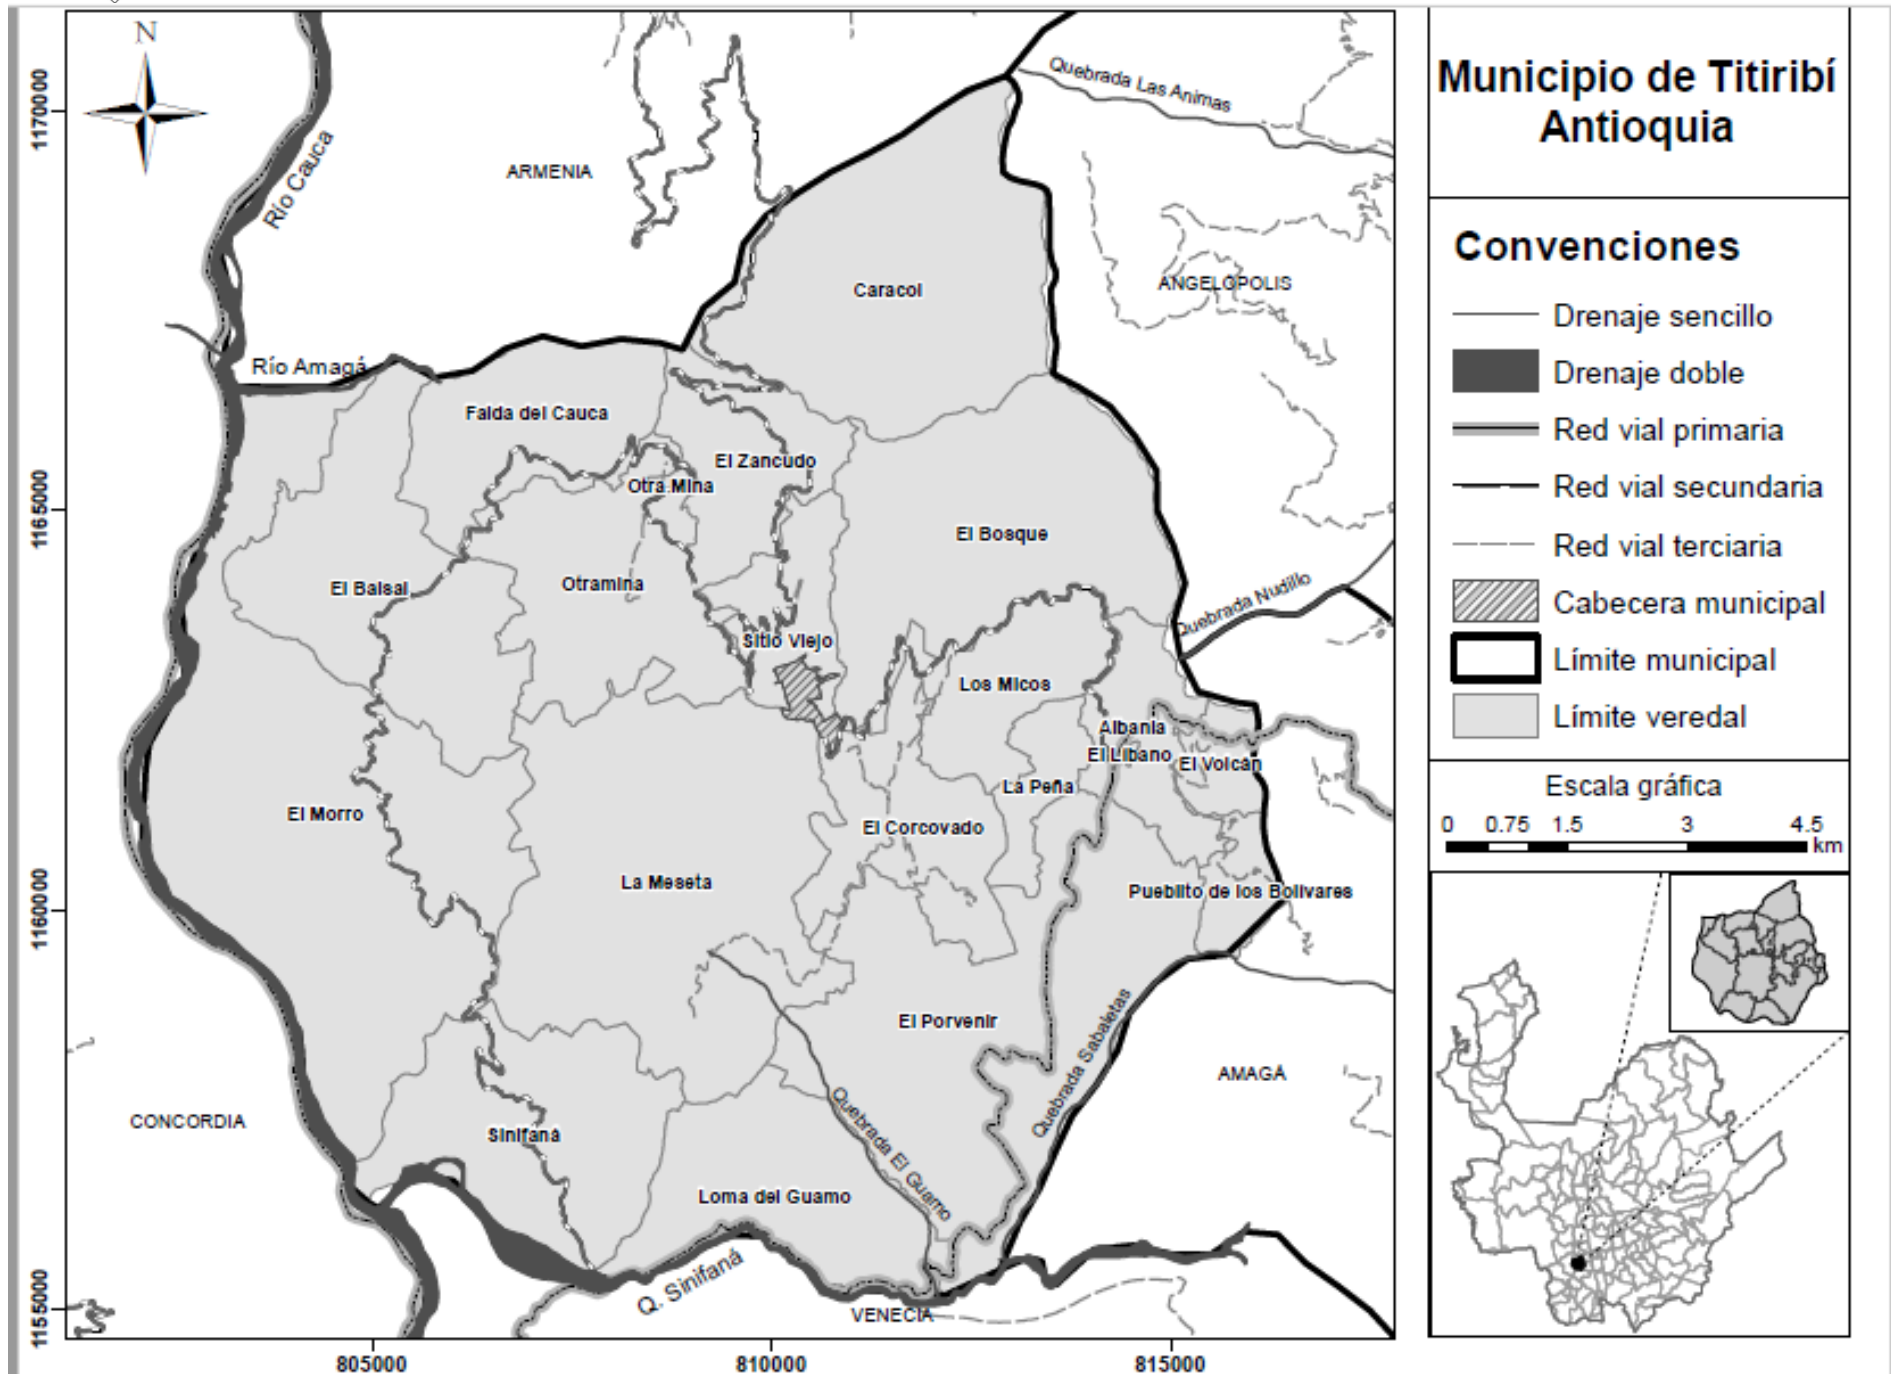 N
1170000
1165000
1160000
1155000
805000
810000
815000
Río Cauca
ARMENIA
Quebrada Las Animas
ANGELÓPOLIS
Caracol
Río Amagá
Falda del Cauca
El Zancudo
Otra Mina
El Bosque
El Balsal
Otramina
Quebrada Nudillo
Sitio Viejo
Los Micos
Albania
El Líbano
El Volcán
La Peña
El Morro
El Corcovado
La Meseta
Pueblito de los Bolívares
El Porvenir
Quebrada Sabaletas
AMAGÁ
CONCORDIA
Sinifaná
Quebrada El Guamo
Loma del Guamo
Q. Sinifaná
VENECIA
Municipio de Titiribí
Antioquia
Convenciones
Drenaje sencillo
Drenaje doble
Red vial primaria
Red vial secundaria
Red vial terciaria
Cabecera municipal
Límite municipal
Límite veredal
Escala gráfica
0 0.75 1.5 3 4.5
km